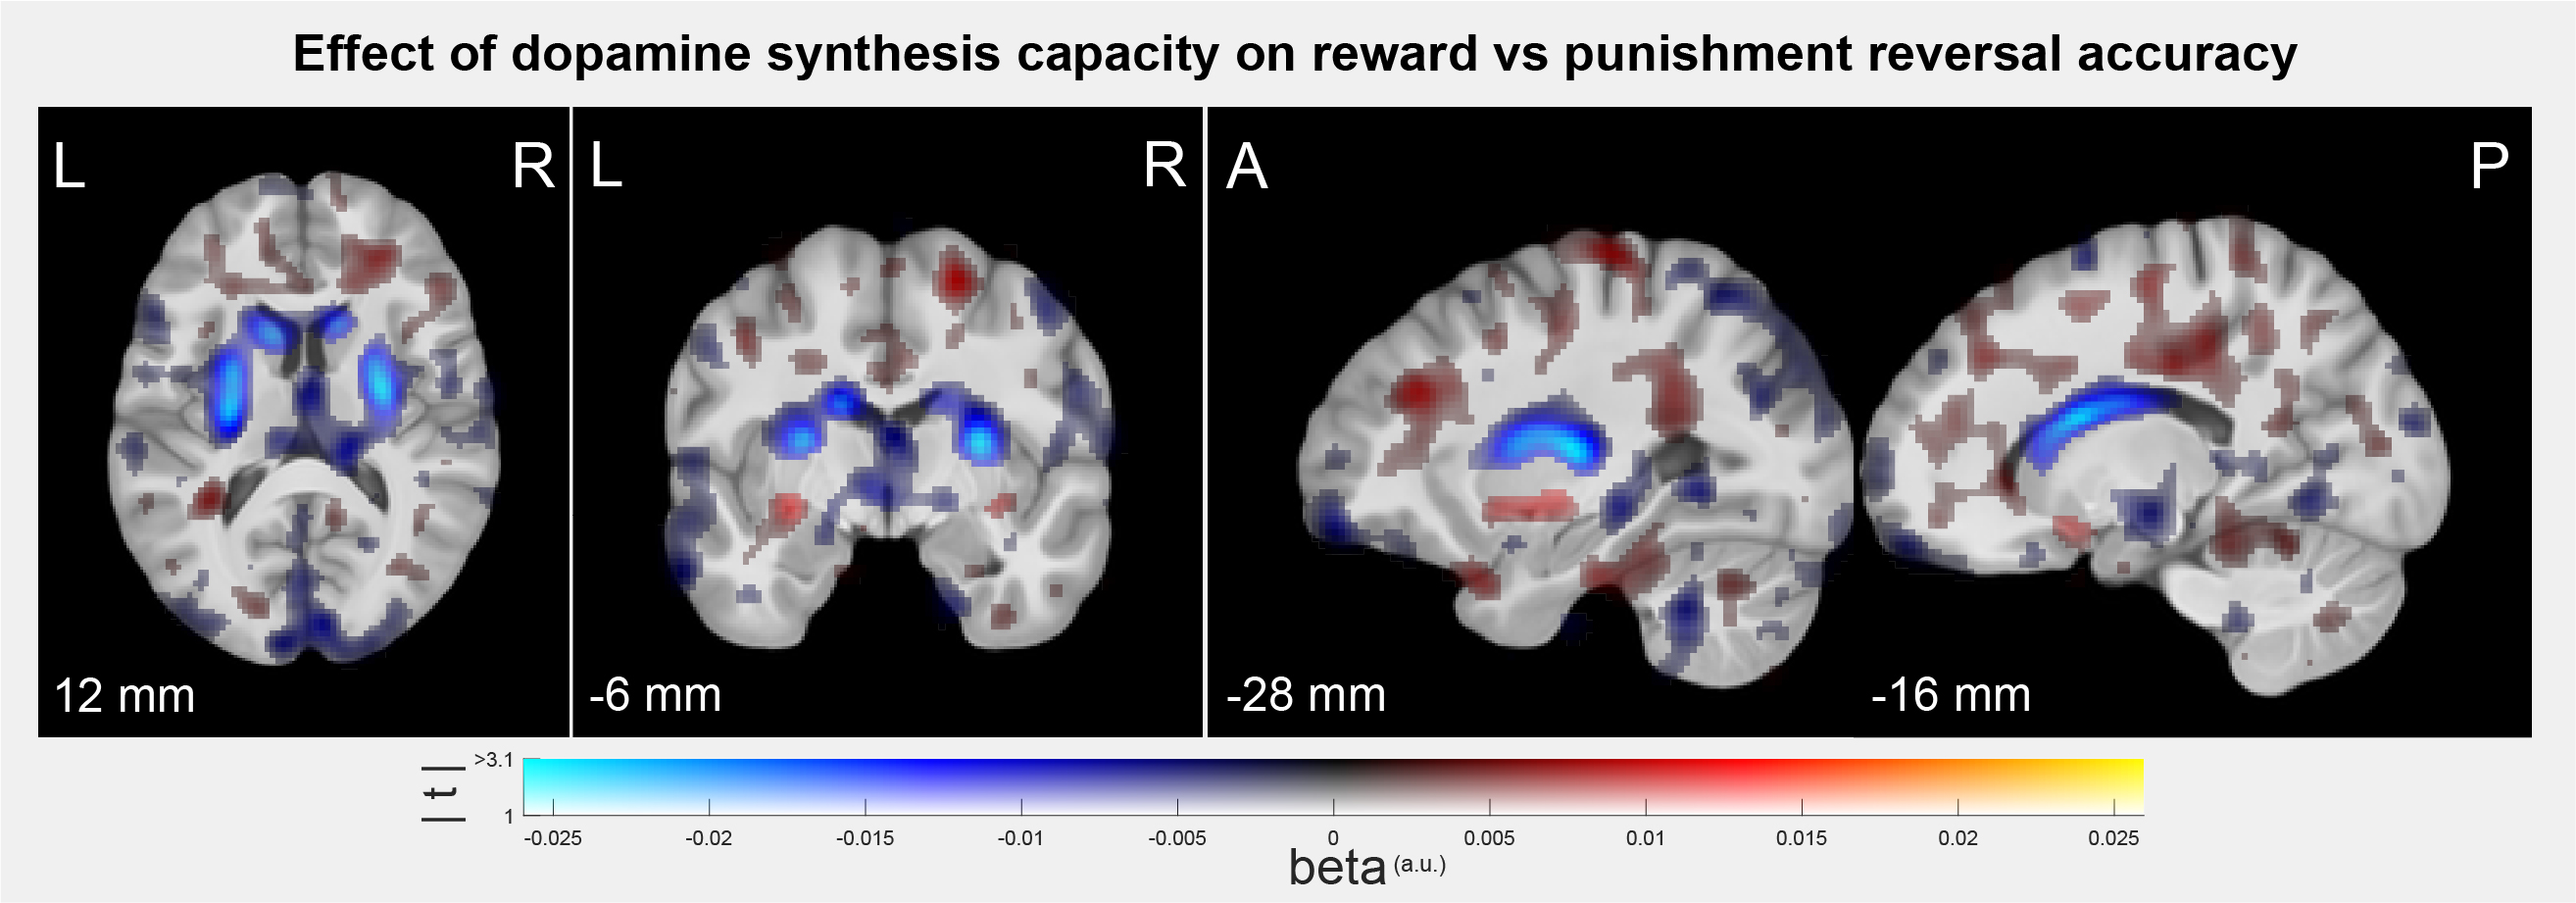 Effect of dopamine synthesis capacity on reward vs punishment reversal accuracy
L R L R A P
12 mm -6 mm -28 mm -16 mm
>3.1
| t |
1
-0.025 -0.02 -0.015 -0.01 -0.005 0 0.005 0.01 0.015 0.02 0.025
beta (a.u.)